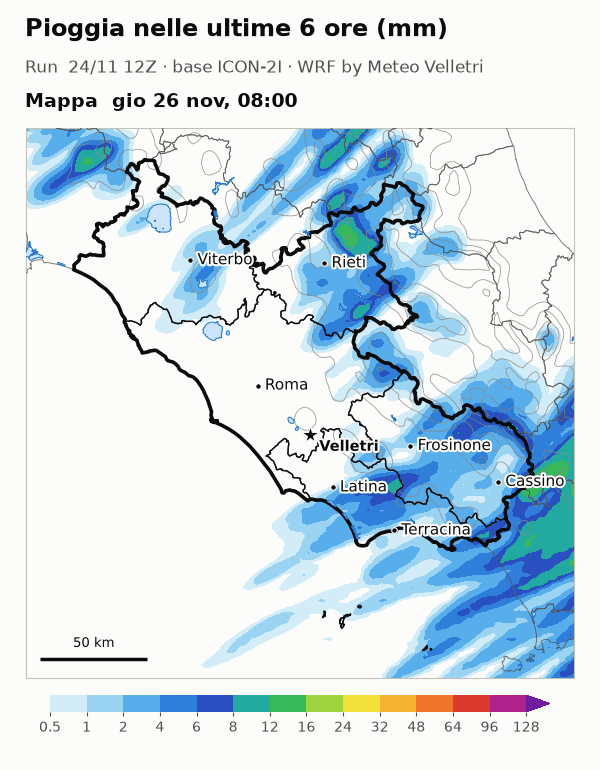 Pioggia nelle ultime 6 ore (mm)
Run  24/11 12Z · base ICON-2I · WRF by Meteo Velletri
Mappa  gio 26 nov, 08:00
Viterbo
Rieti
Roma
Velletri
Frosinone
Latina
Cassino
Terracina
50 km
0.5 1 2 4 6 8 12 16 24 32 48 64 96 128